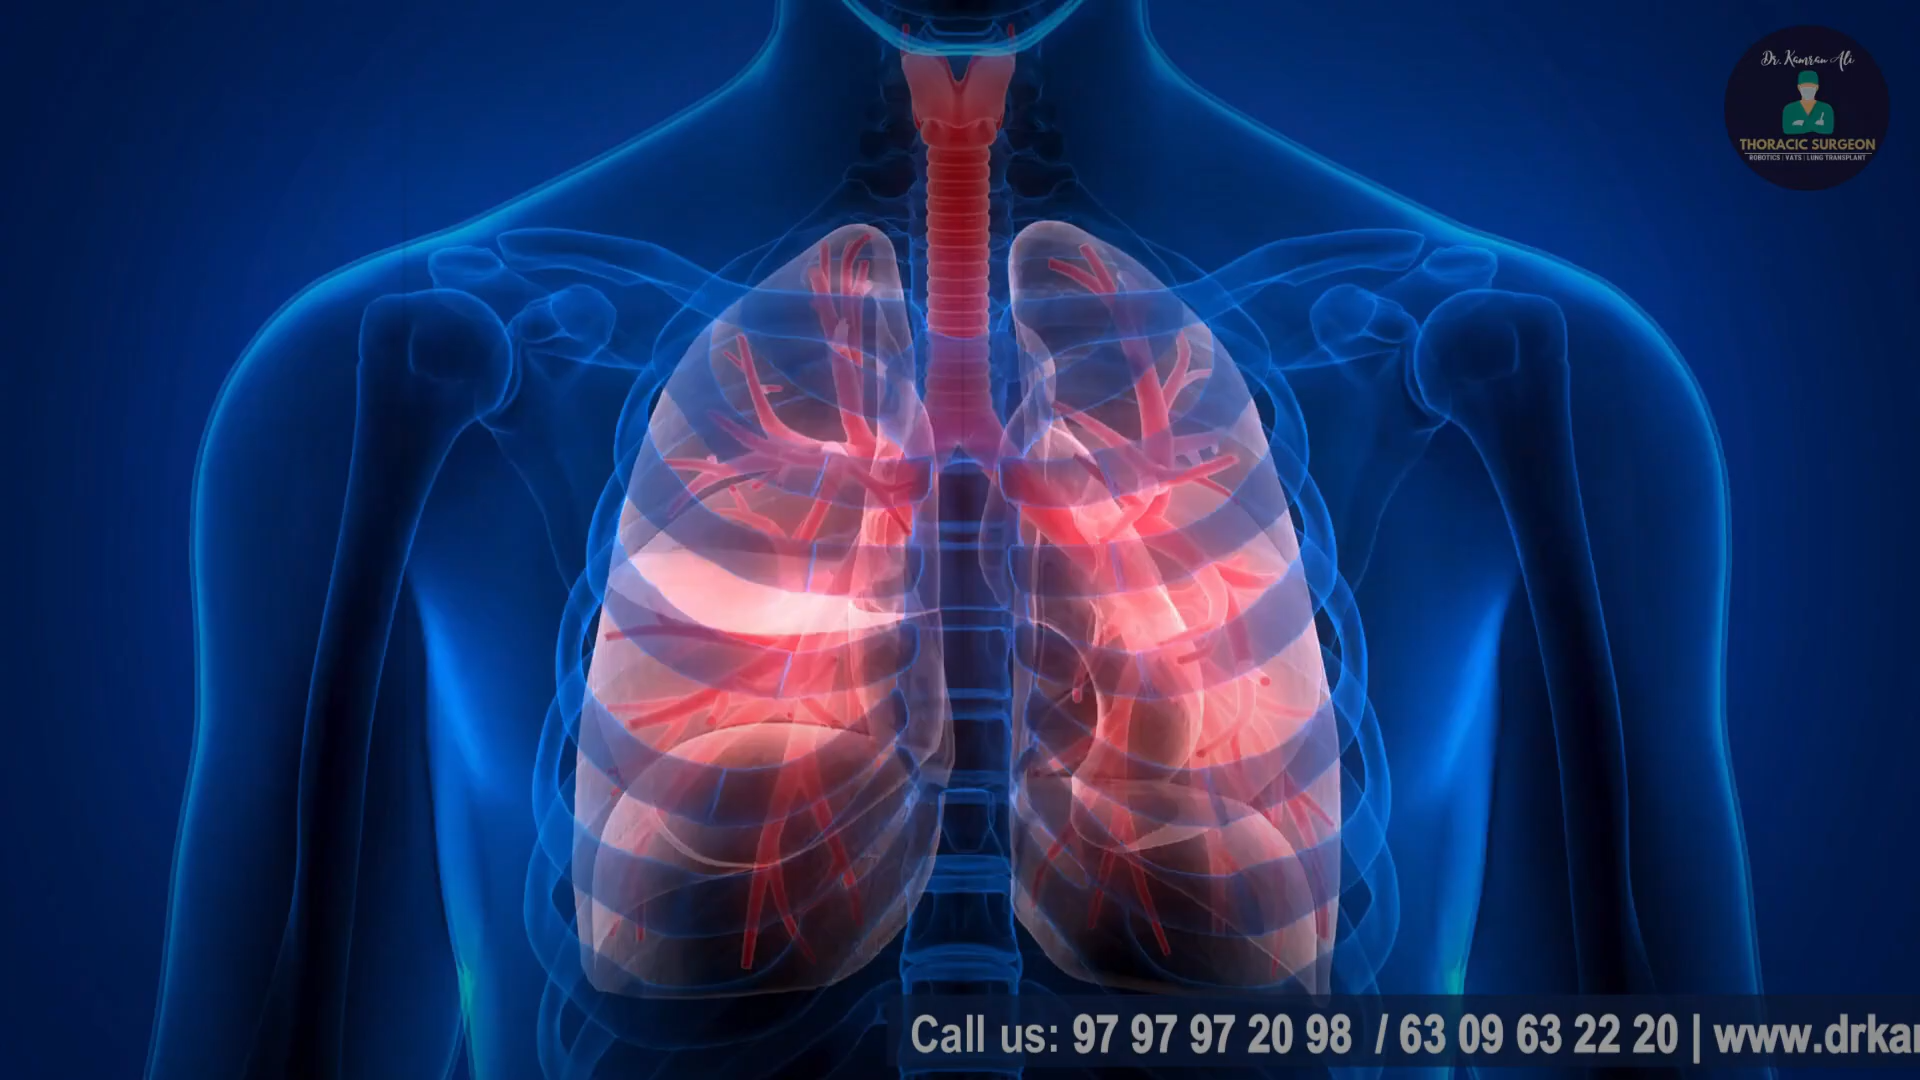 Dr. Kamran Ali
THORACIC SURGEON
ROBOTICS | VATS | LUNG TRANSPLANT
Call us: 97 97 97 20 98 / 63 09 63 22 20 | www.drkar